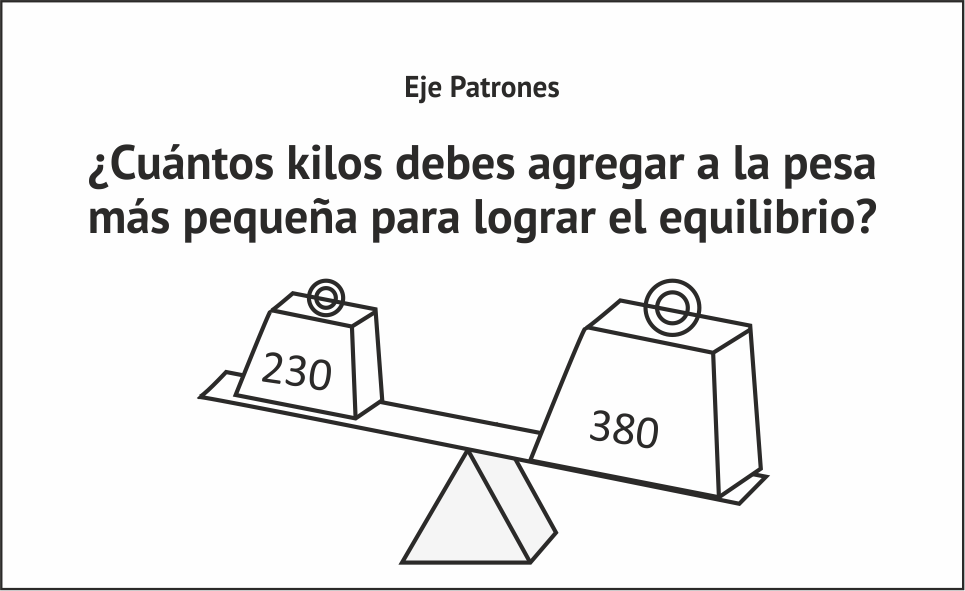 Eje Patrones
¿Cuántos kilos debes agregar a la pesa
más pequeña para lograr el equilibrio?
230
380